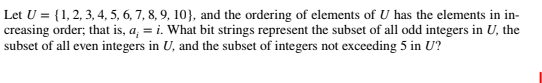 Let U = {1, 2, 3, 4, 5, 6, 7, 8, 9, 10}, and the ordering of elements of U has the elements in in-
creasing order; that is, aᵢ = i. What bit strings represent the subset of all odd integers in U, the
subset of all even integers in U, and the subset of integers not exceeding 5 in U?